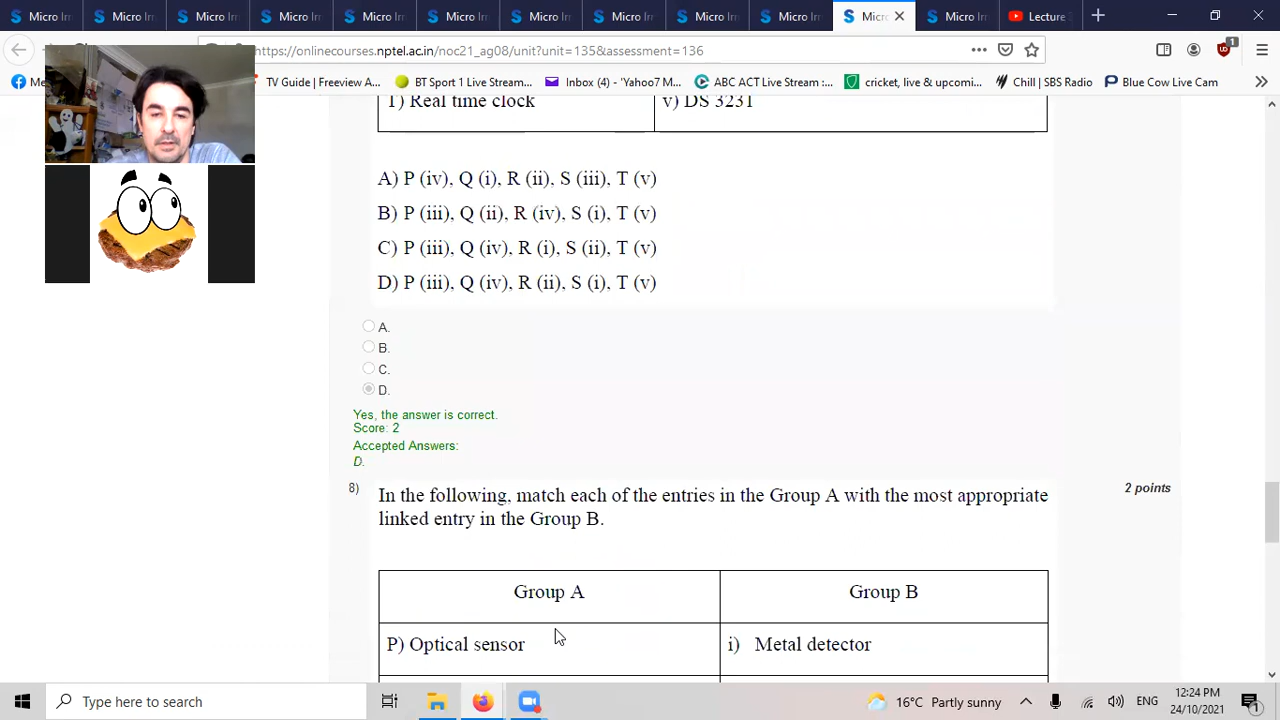 Micro Im
Micro Im
Micro Im
Micro Im
Micro Im
Micro Im
Micro Im
Micro Im
Micro Im
Micro Im
Micro Im
Micro Im
Lecture
https://onlinecourses.nptel.ac.in/noc21_ag08/unit?unit=135&assessment=136
Me
TV Guide | Freeview A...
BT Sport 1 Live Stream...
Inbox (4) - 'Yahoo7 M...
ABC ACT Live Stream :...
cricket, live & upcomi...
Chill | SBS Radio
Blue Cow Live Cam
T) Real time clock
v) DS 3231
A) P (iv), Q (i), R (ii), S (iii), T (v)
B) P (iii), Q (ii), R (iv), S (i), T (v)
C) P (iii), Q (iv), R (i), S (ii), T (v)
D) P (iii), Q (iv), R (ii), S (i), T (v)
A.
B.
C.
D.
Yes, the answer is correct.
Score: 2
Accepted Answers:
D.
8)
In the following, match each of the entries in the Group A with the most appropriate
linked entry in the Group B.
2 points
Group A
Group B
P) Optical sensor
i) Metal detector
Type here to search
16°C Partly sunny
ENG
12:24 PM
24/10/2021